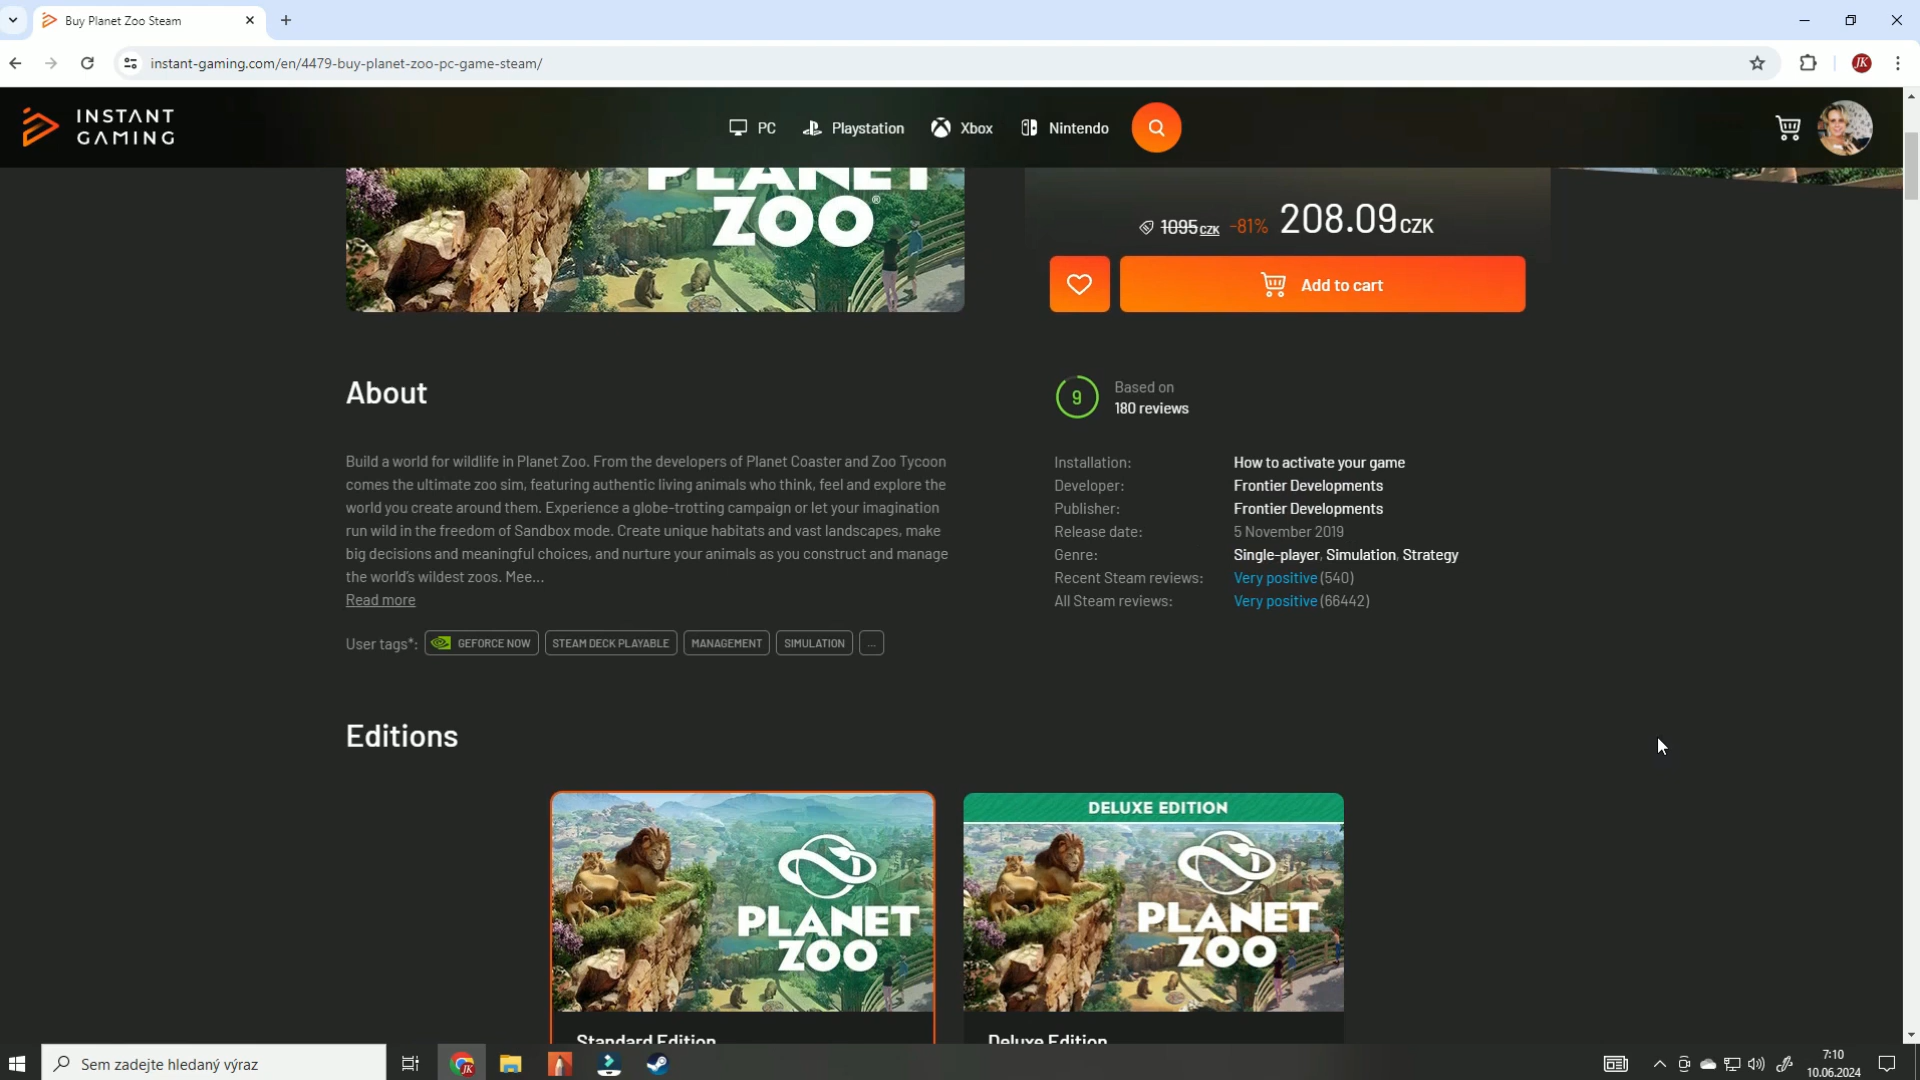 Buy Planet Zoo Steam
instant-gaming.com/en/4479-buy-planet-zoo-pc-game-steam/
JK
INSTANT
GAMING
PC
Playstation
Xbox
Nintendo
PLANET
ZOO®
1095CZK -81% 208.09CZK
Add to cart
About
9
Based on
180 reviews
Build a world for wildlife in Planet Zoo. From the developers of Planet Coaster and Zoo Tycoon
comes the ultimate zoo sim, featuring authentic living animals who think, feel and explore the
world you create around them. Experience a globe-trotting campaign or let your imagination
run wild in the freedom of Sandbox mode. Create unique habitats and vast landscapes, make
big decisions and meaningful choices, and nurture your animals as you construct and manage
the world's wildest zoos. Mee...
Read more
User tags*: GEFORCE NOW STEAM DECK PLAYABLE MANAGEMENT SIMULATION ...
Installation: How to activate your game
Developer: Frontier Developments
Publisher: Frontier Developments
Release date: 5 November 2019
Genre: Single-player, Simulation, Strategy
Recent Steam reviews: Very positive (540)
All Steam reviews: Very positive (66442)
Editions
PLANET
ZOO
Standard Edition
DELUXE EDITION
PLANET
ZOO
Deluxe Edition
Sem zadejte hledaný výraz
JK
7:10
10.06.2024